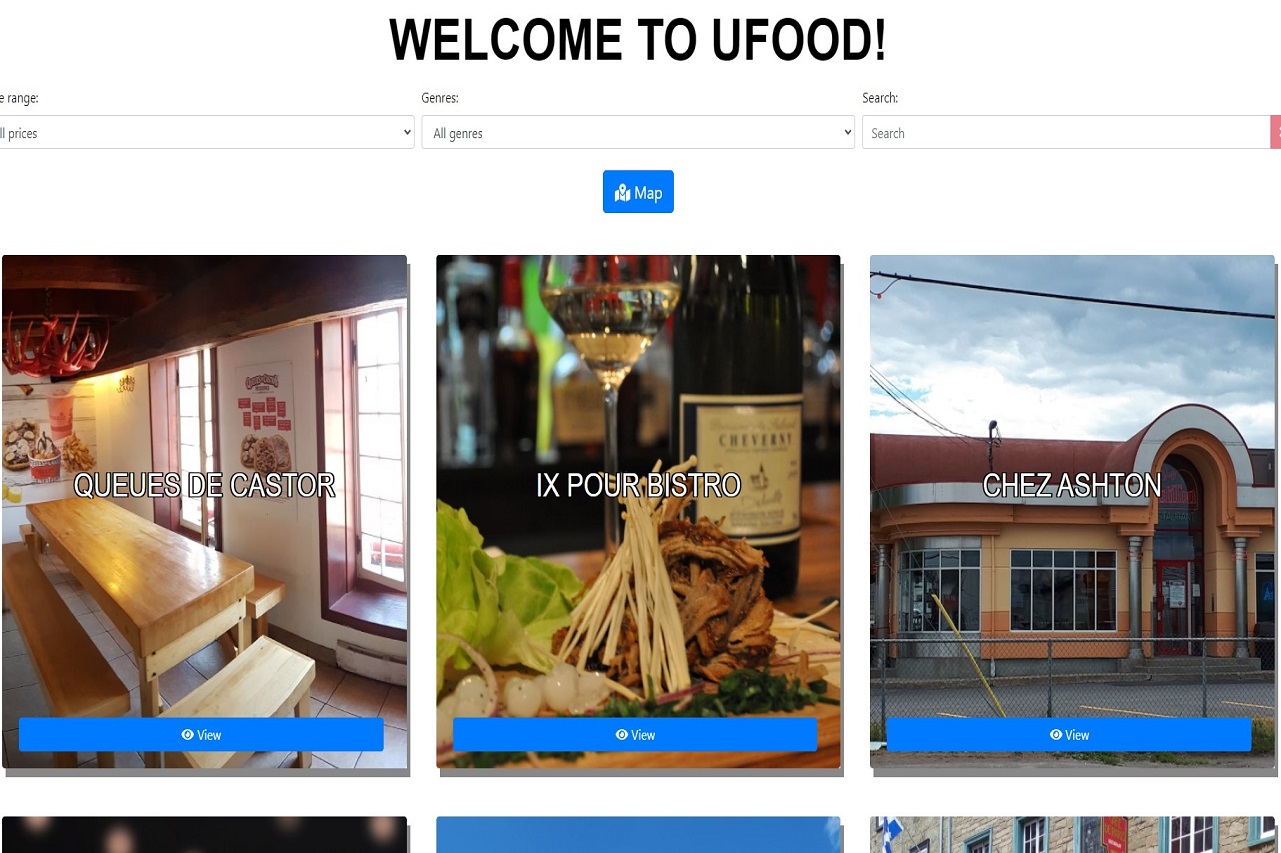 WELCOME TO UFOOD!
e range:
Genres:
Search:
ll prices
All genres
Search
Map
QUEUES DE CASTOR
CHEVERNY
IX POUR BISTRO
CHEZ ASHTON
View
View
View